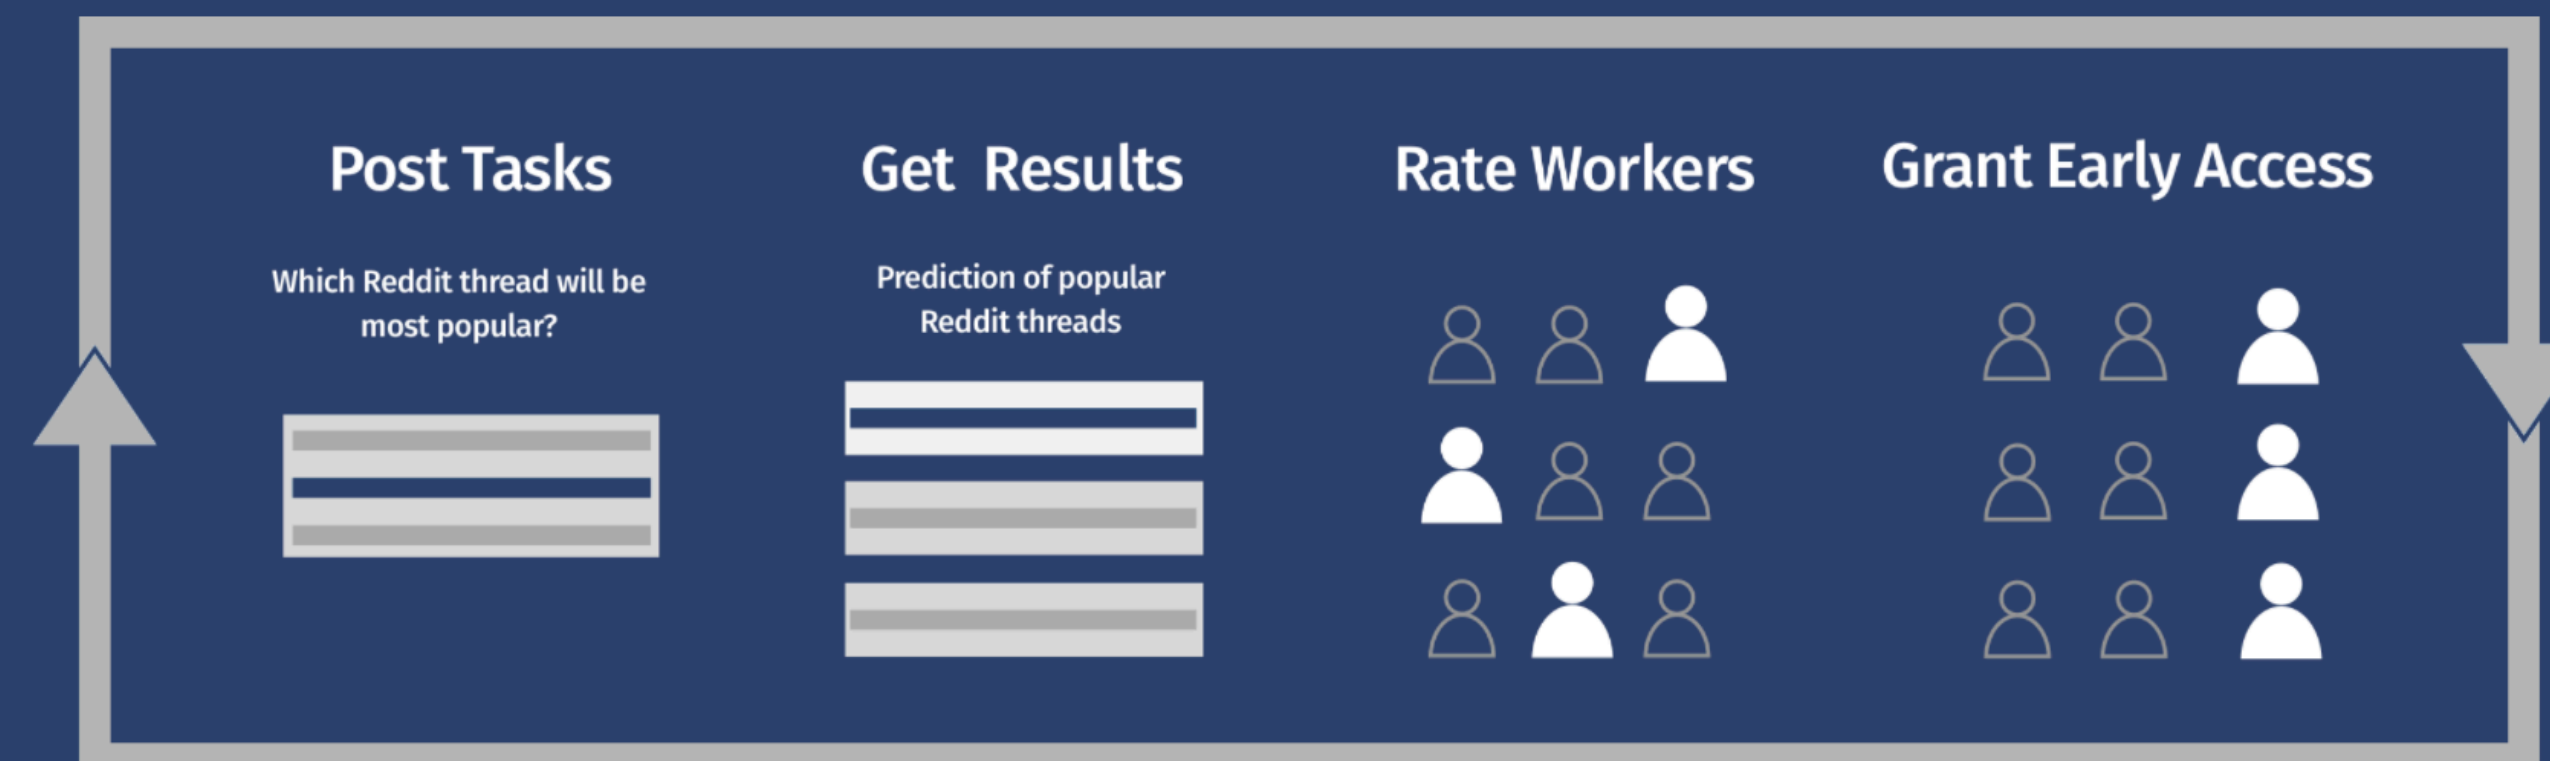 Post Tasks
Which Reddit thread will be
most popular?
Get Results
Prediction of popular
Reddit threads
Rate Workers
Grant Early Access